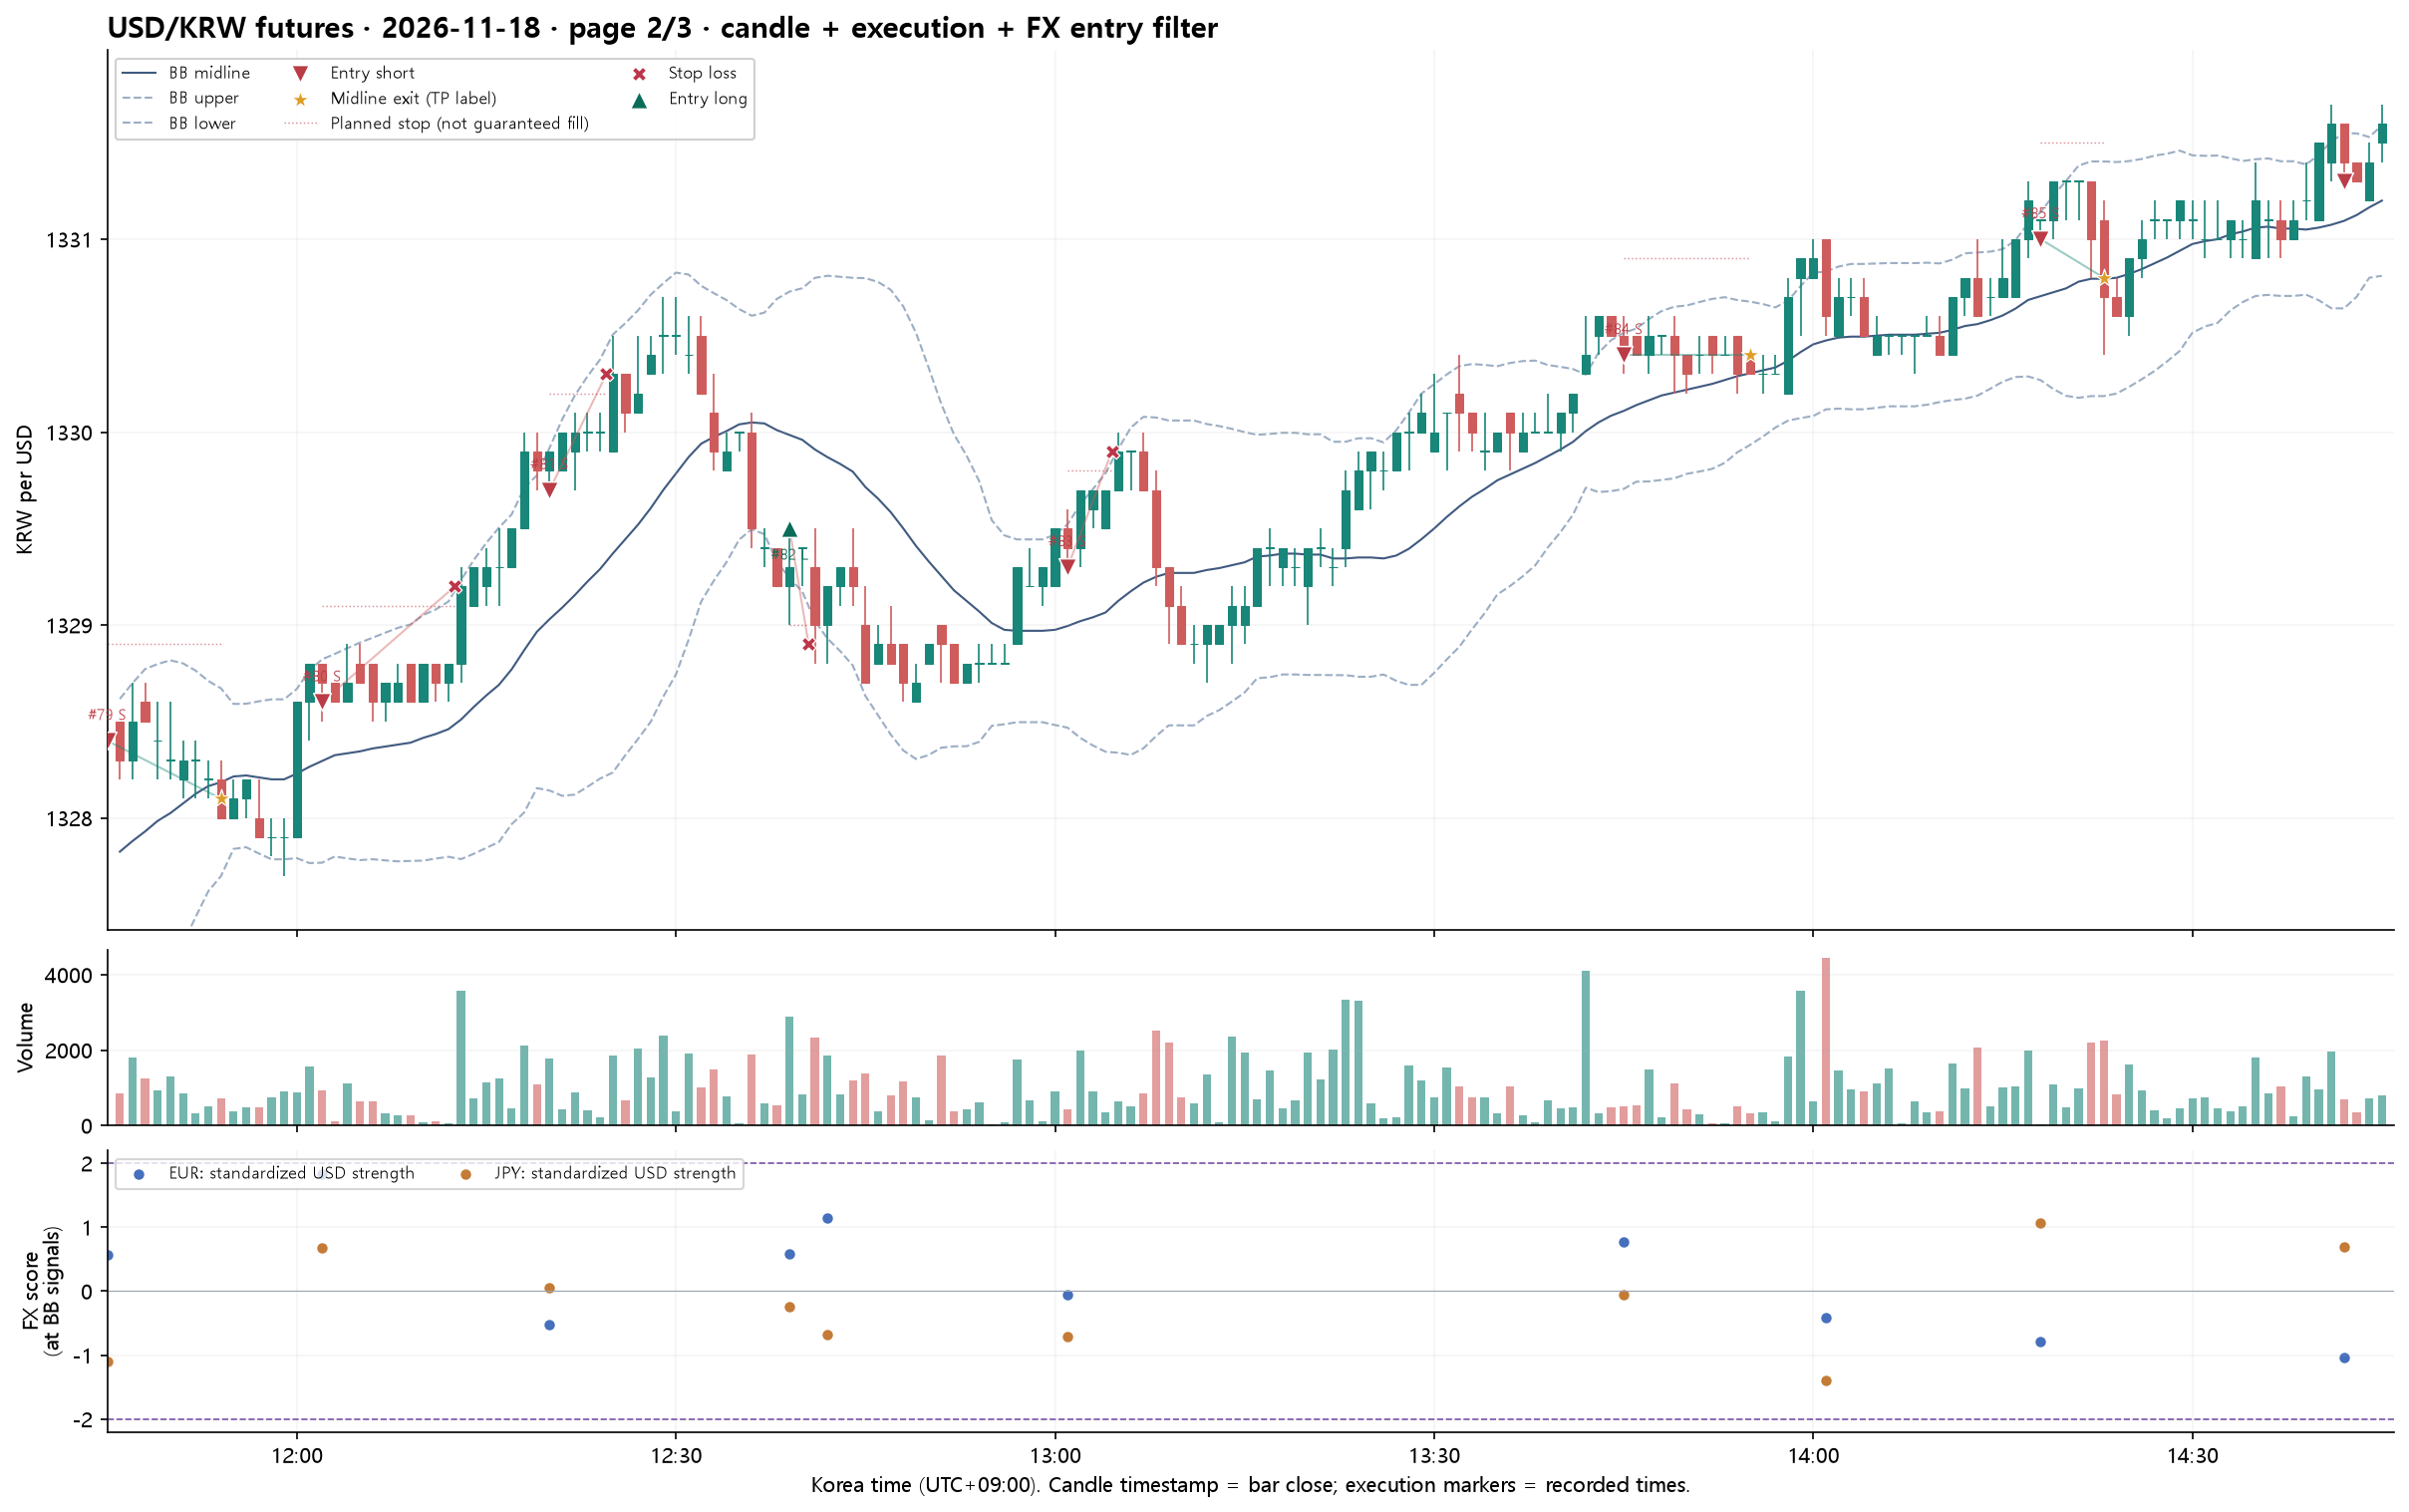 USD/KRW futures · 2026-11-18 · page 2/3 · candle + execution + FX entry filter
BB midline
BB upper
BB lower
Entry short
Midline exit (TP label)
Planned stop (not guaranteed fill)
Stop loss
Entry long
KRW per USD
1331
1330
1329
1328
#79 S
#82
#84 S
#85 S
Volume
4000
2000
0
EUR: standardized USD strength
JPY: standardized USD strength
FX score
(at BB signals)
2
1
0
-1
-2
12:00
12:30
13:00
13:30
14:00
14:30
Korea time (UTC+09:00). Candle timestamp = bar close; execution markers = recorded times.